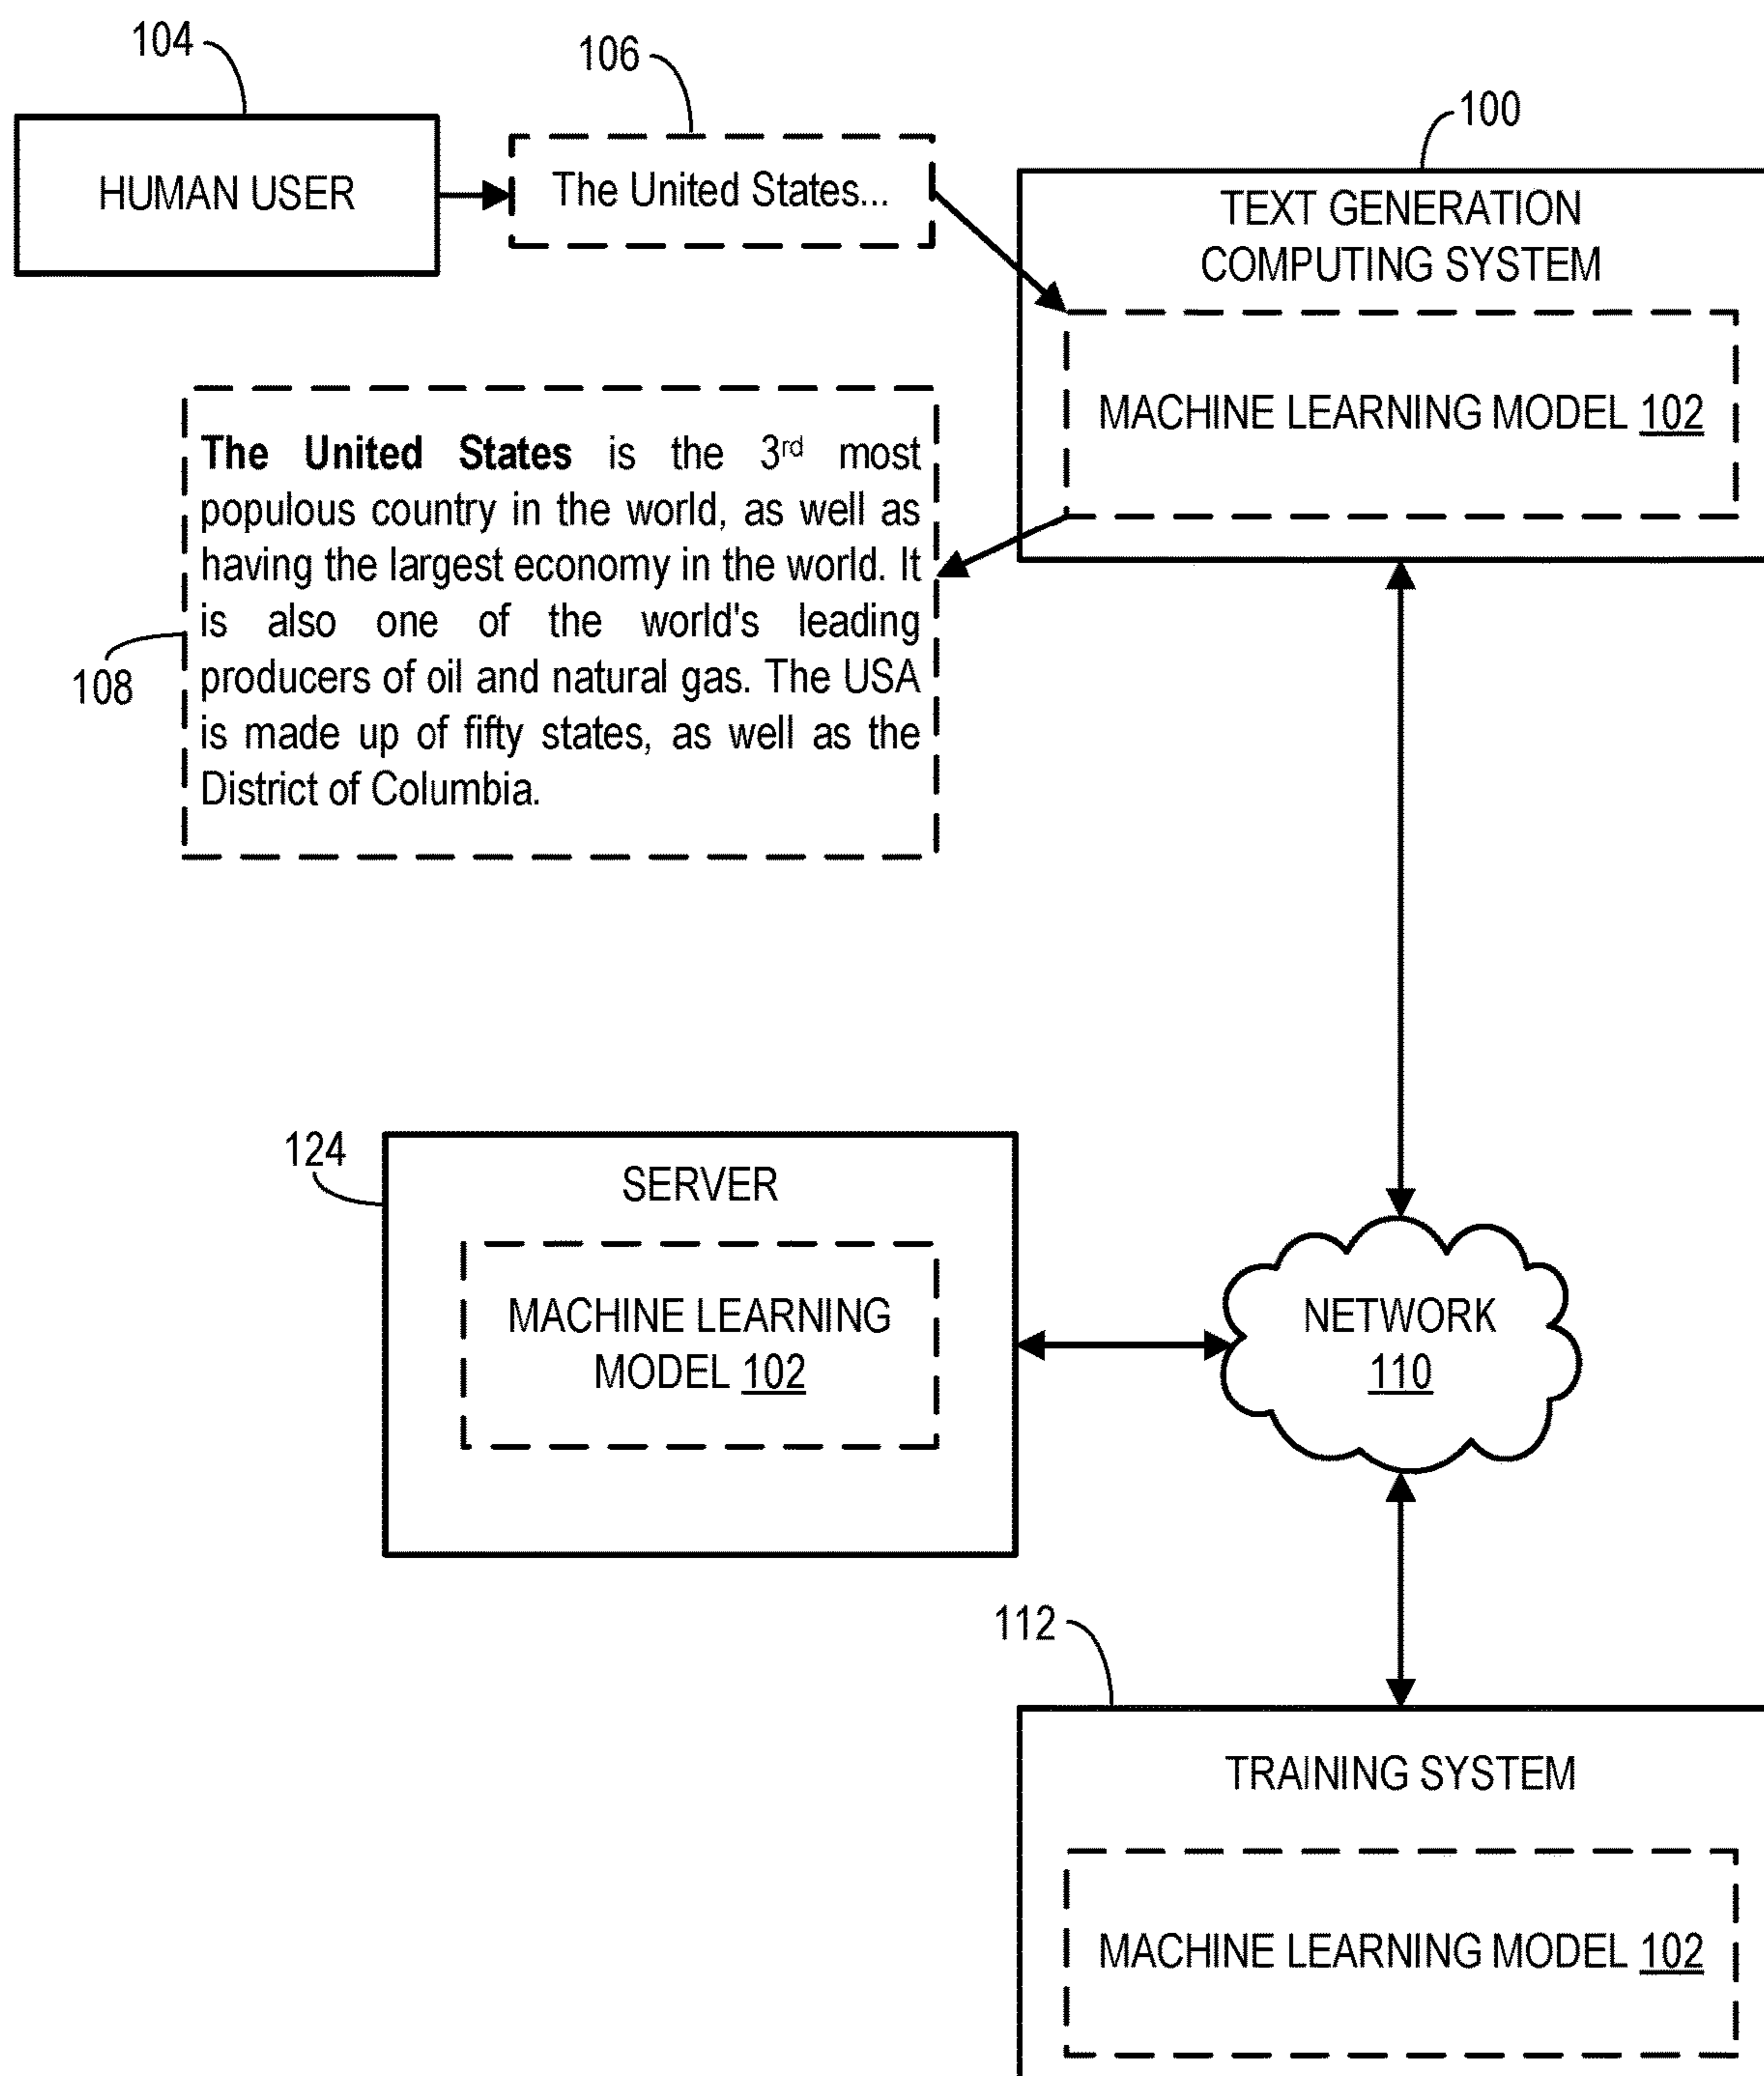 104
106
100
HUMAN USER
The United States...
TEXT GENERATION
COMPUTING SYSTEM
MACHINE LEARNING MODEL 102
The United States is the 3rd most
populous country in the world, as well as
having the largest economy in the world. It
is also one of the world's leading
producers of oil and natural gas. The USA
is made up of fifty states, as well as the
District of Columbia.
108
124
SERVER
MACHINE LEARNING
MODEL 102
NETWORK
110
112
TRAINING SYSTEM
MACHINE LEARNING MODEL 102